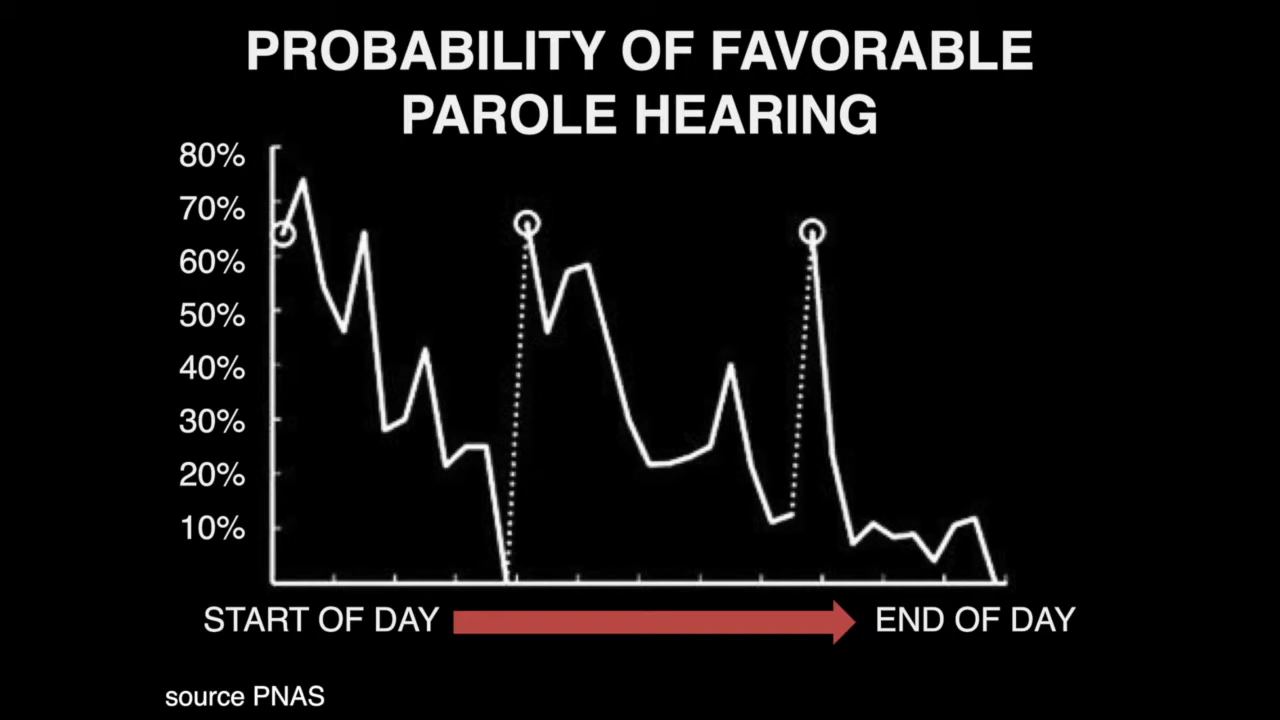 PROBABILITY OF FAVORABLE
PAROLE HEARING
80%
70%
60%
50%
40%
30%
20%
10%
START OF DAY
END OF DAY
source PNAS